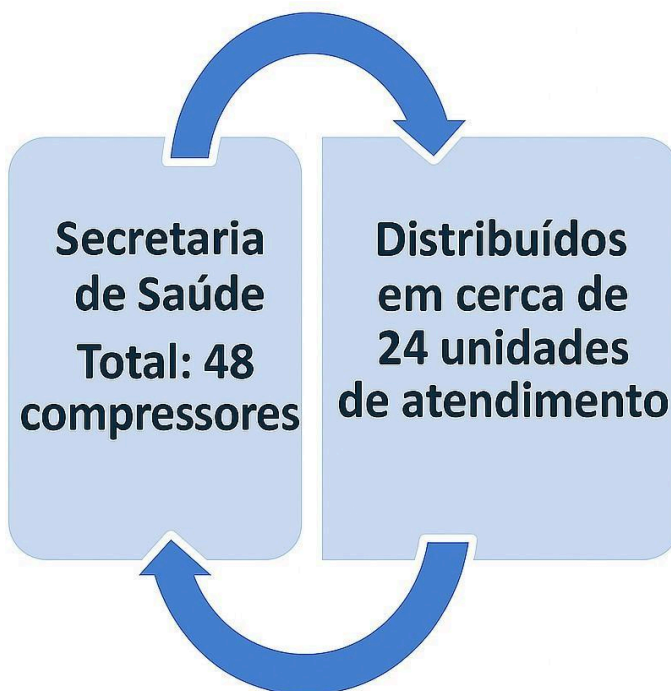 Secretaria
de Saúde
Total: 48
compressores
Distribuídos
em cerca de
24 unidades
de atendimento